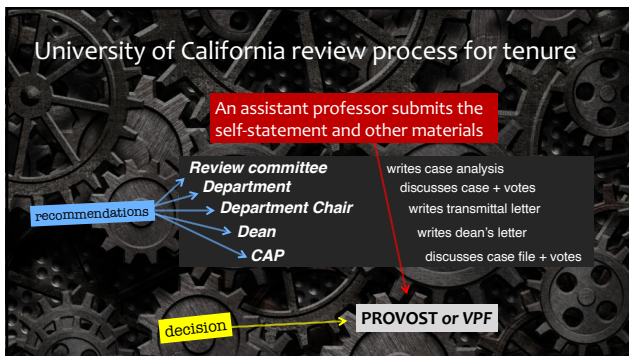 University of California review process for tenure
An assistant professor submits the
self-statement and other materials
Review committee writes case analysis
Department discusses case + votes
recommendations
Department Chair writes transmittal letter
Dean writes dean's letter
CAP discusses case file + votes
decision
PROVOST or VPF